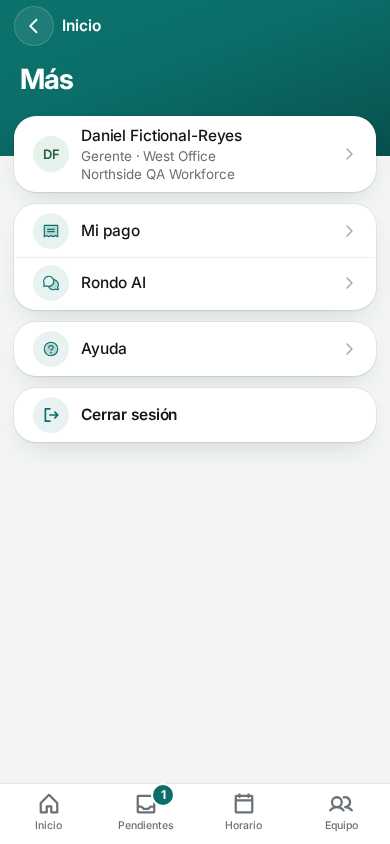 Inicio
Más
DF
Daniel Fictional-Reyes
Gerente · West Office
Northside QA Workforce
Mi pago
Rondo AI
Ayuda
Cerrar sesión
1
Inicio
Pendientes
Horario
Equipo